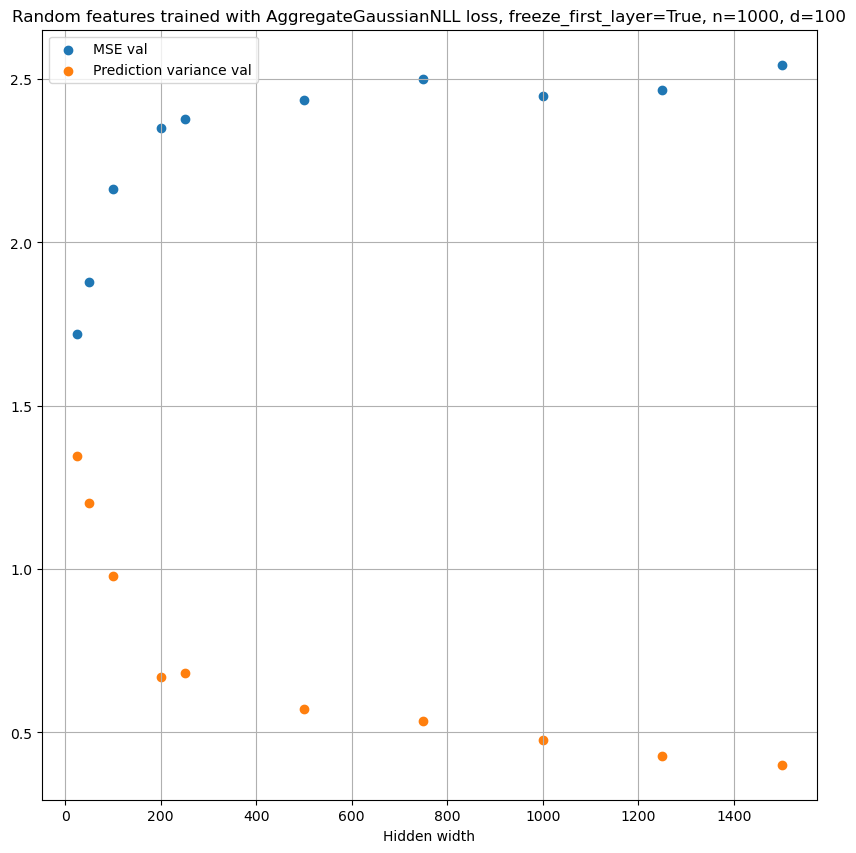 Random features trained with AggregateGaussianNLL loss, freeze_first_layer=True, n=1000, d=100
MSE val
Prediction variance val
2.5
2.0
1.5
1.0
0.5
0 200 400 600 800 1000 1200 1400
Hidden width